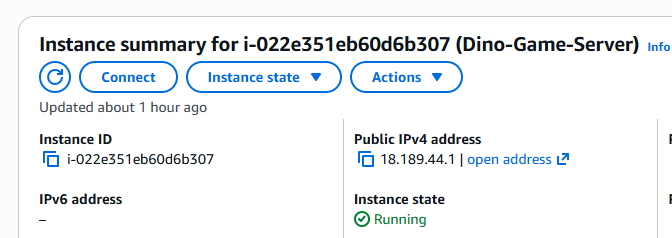 Instance summary for i-022e351eb60d6b307 (Dino-Game-Server) Info
Connect Instance state Actions
Updated about 1 hour ago
Instance ID
i-022e351eb60d6b307
Public IPv4 address
18.189.44.1 | open address
IPv6 address
–
Instance state
Running